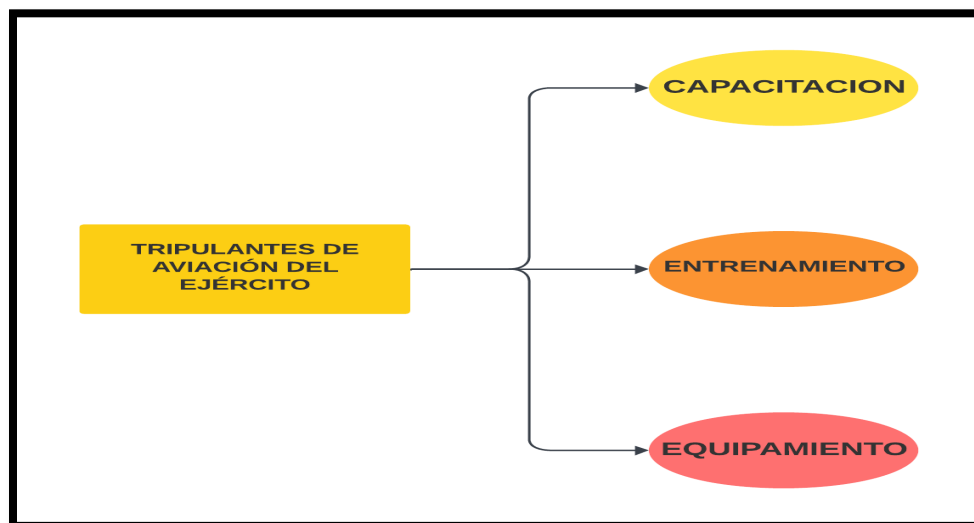 CAPACITACION
TRIPULANTES DE
AVIACIÓN DEL
EJÉRCITO
ENTRENAMIENTO
EQUIPAMIENTO